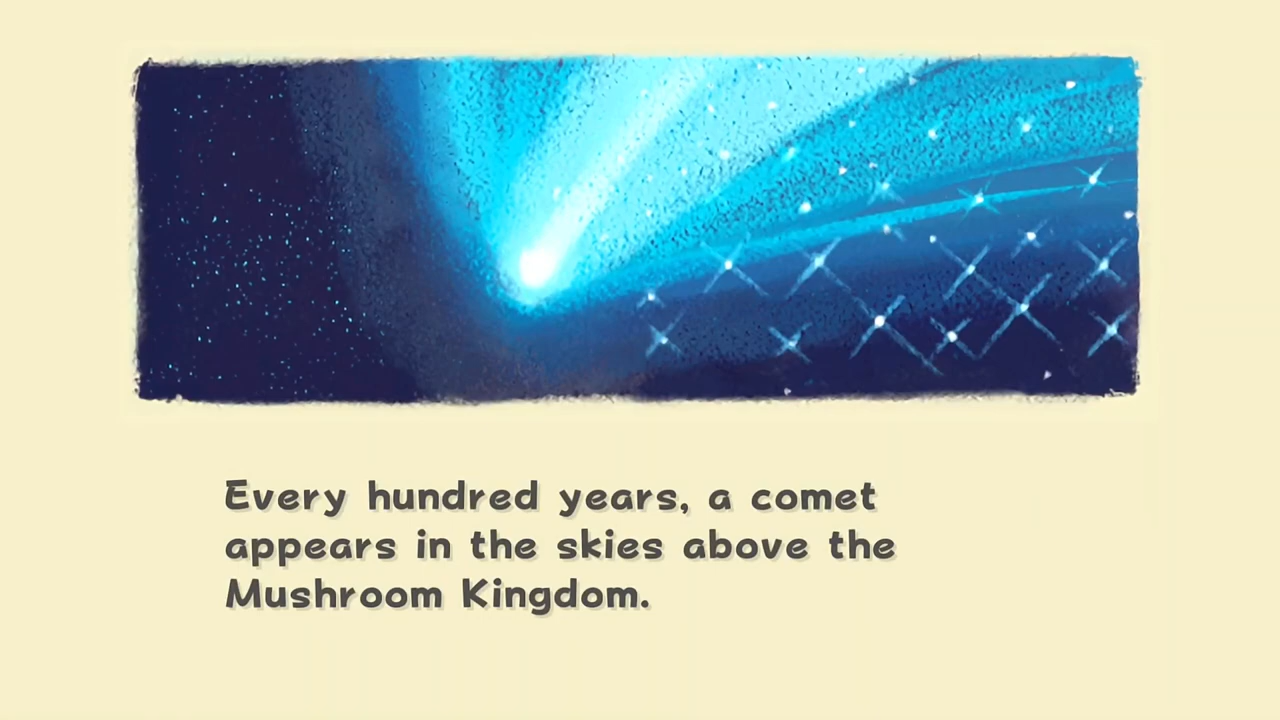 Every hundred years, a comet
appears in the skies above the
Mushroom Kingdom.